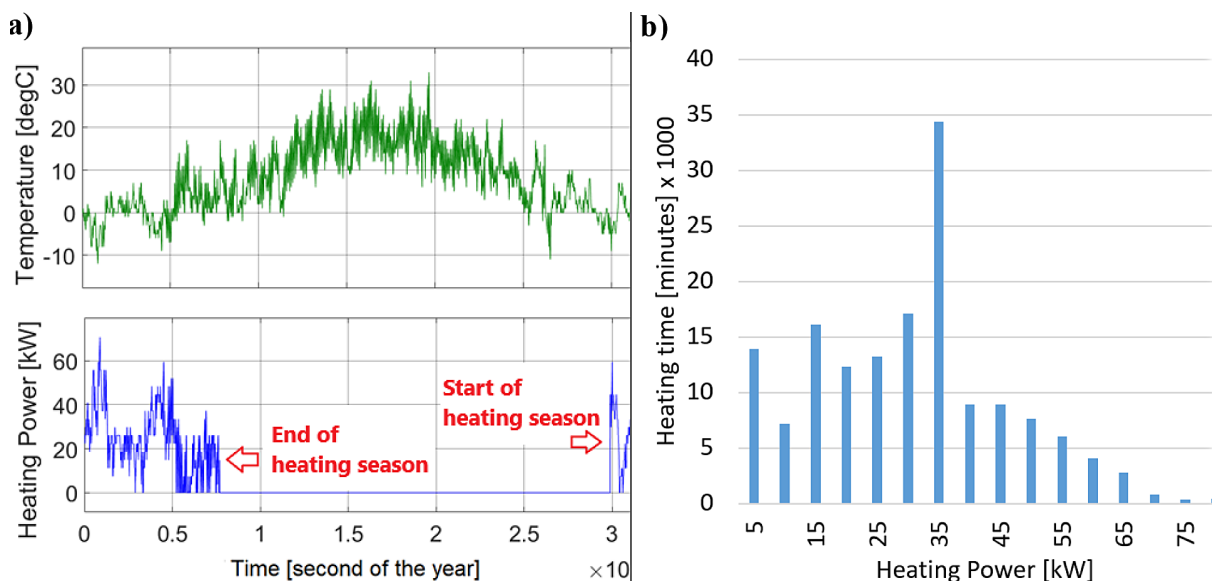 a)
Temperature [degC]
30
20
10
0
-10
Heating Power [kW]
60
40
20
0
End of
heating season
Start of
heating season
0 0.5 1 1.5 2 2.5 3
Time [second of the year]
×10
b)
Heating time [minutes] x 1000
40
35
30
25
20
15
10
5
0
5 15 25 35 45 55 65 75
Heating Power [kW]